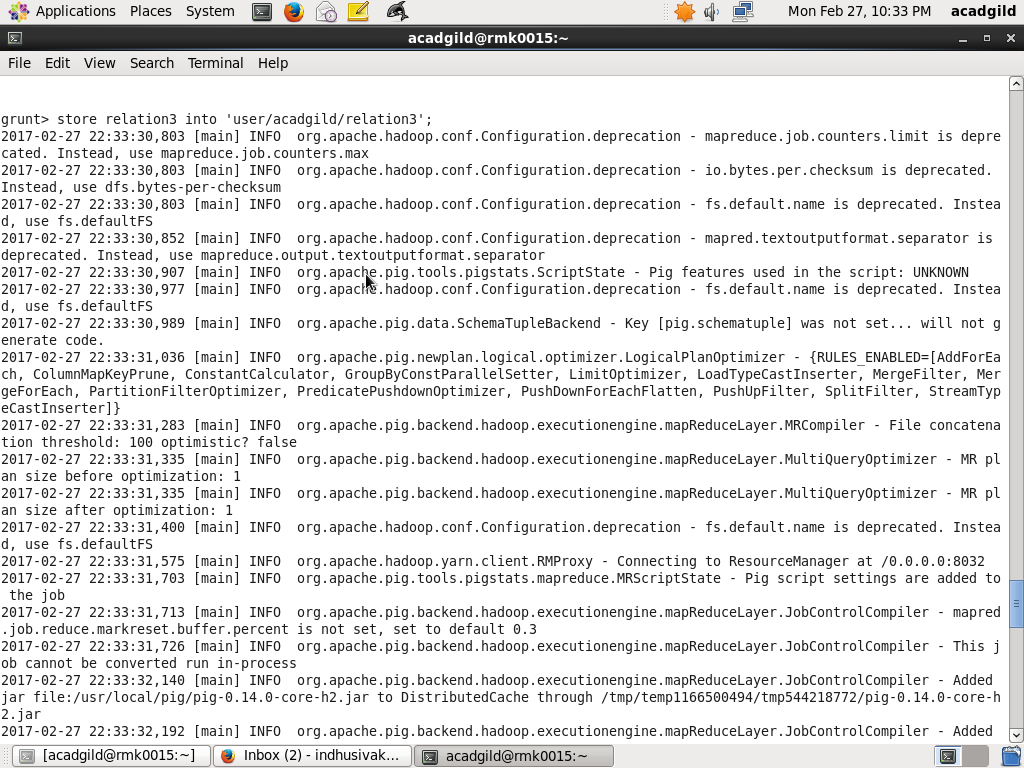 Applications Places System Mon Feb 27, 10:33 PM acadgild
acadgild@rmk0015:~
File Edit View Search Terminal Help
grunt> store relation3 into 'user/acadgild/relation3';
2017-02-27 22:33:30,803 [main] INFO  org.apache.hadoop.conf.Configuration.deprecation - mapreduce.job.counters.limit is depre
cated. Instead, use mapreduce.job.counters.max
2017-02-27 22:33:30,803 [main] INFO  org.apache.hadoop.conf.Configuration.deprecation - io.bytes.per.checksum is deprecated.
Instead, use dfs.bytes-per-checksum
2017-02-27 22:33:30,803 [main] INFO  org.apache.hadoop.conf.Configuration.deprecation - fs.default.name is deprecated. Instea
d, use fs.defaultFS
2017-02-27 22:33:30,852 [main] INFO  org.apache.hadoop.conf.Configuration.deprecation - mapred.textoutputformat.separator is
deprecated. Instead, use mapreduce.output.textoutputformat.separator
2017-02-27 22:33:30,907 [main] INFO  org.apache.pig.tools.pigstats.ScriptState - Pig features used in the script: UNKNOWN
2017-02-27 22:33:30,977 [main] INFO  org.apache.hadoop.conf.Configuration.deprecation - fs.default.name is deprecated. Instea
d, use fs.defaultFS
2017-02-27 22:33:30,989 [main] INFO  org.apache.pig.data.SchemaTupleBackend - Key [pig.schematuple] was not set... will not g
enerate code.
2017-02-27 22:33:31,036 [main] INFO  org.apache.pig.newplan.logical.optimizer.LogicalPlanOptimizer - {RULES_ENABLED=[AddForEa
ch, ColumnMapKeyPrune, ConstantCalculator, GroupByConstParallelSetter, LimitOptimizer, LoadTypeCastInserter, MergeFilter, Mer
geForEach, PartitionFilterOptimizer, PredicatePushdownOptimizer, PushDownForEachFlatten, PushUpFilter, SplitFilter, StreamTyp
eCastInserter]}
2017-02-27 22:33:31,283 [main] INFO  org.apache.pig.backend.hadoop.executionengine.mapReduceLayer.MRCompiler - File concatena
tion threshold: 100 optimistic? false
2017-02-27 22:33:31,335 [main] INFO  org.apache.pig.backend.hadoop.executionengine.mapReduceLayer.MultiQueryOptimizer - MR pl
an size before optimization: 1
2017-02-27 22:33:31,335 [main] INFO  org.apache.pig.backend.hadoop.executionengine.mapReduceLayer.MultiQueryOptimizer - MR pl
an size after optimization: 1
2017-02-27 22:33:31,400 [main] INFO  org.apache.hadoop.conf.Configuration.deprecation - fs.default.name is deprecated. Instea
d, use fs.defaultFS
2017-02-27 22:33:31,575 [main] INFO  org.apache.hadoop.yarn.client.RMProxy - Connecting to ResourceManager at /0.0.0.0:8032
2017-02-27 22:33:31,703 [main] INFO  org.apache.pig.tools.pigstats.mapreduce.MRScriptState - Pig script settings are added to
 the job
2017-02-27 22:33:31,713 [main] INFO  org.apache.pig.backend.hadoop.executionengine.mapReduceLayer.JobControlCompiler - mapred
.job.reduce.markreset.buffer.percent is not set, set to default 0.3
2017-02-27 22:33:31,726 [main] INFO  org.apache.pig.backend.hadoop.executionengine.mapReduceLayer.JobControlCompiler - This j
ob cannot be converted run in-process
2017-02-27 22:33:32,140 [main] INFO  org.apache.pig.backend.hadoop.executionengine.mapReduceLayer.JobControlCompiler - Added
jar file:/usr/local/pig/pig-0.14.0-core-h2.jar to DistributedCache through /tmp/temp1166500494/tmp544218772/pig-0.14.0-core-h
2.jar
2017-02-27 22:33:32,192 [main] INFO  org.apache.pig.backend.hadoop.executionengine.mapReduceLayer.JobControlCompiler - Added
[acadgild@rmk0015:~] Inbox (2) - indhusivak... acadgild@rmk0015:~